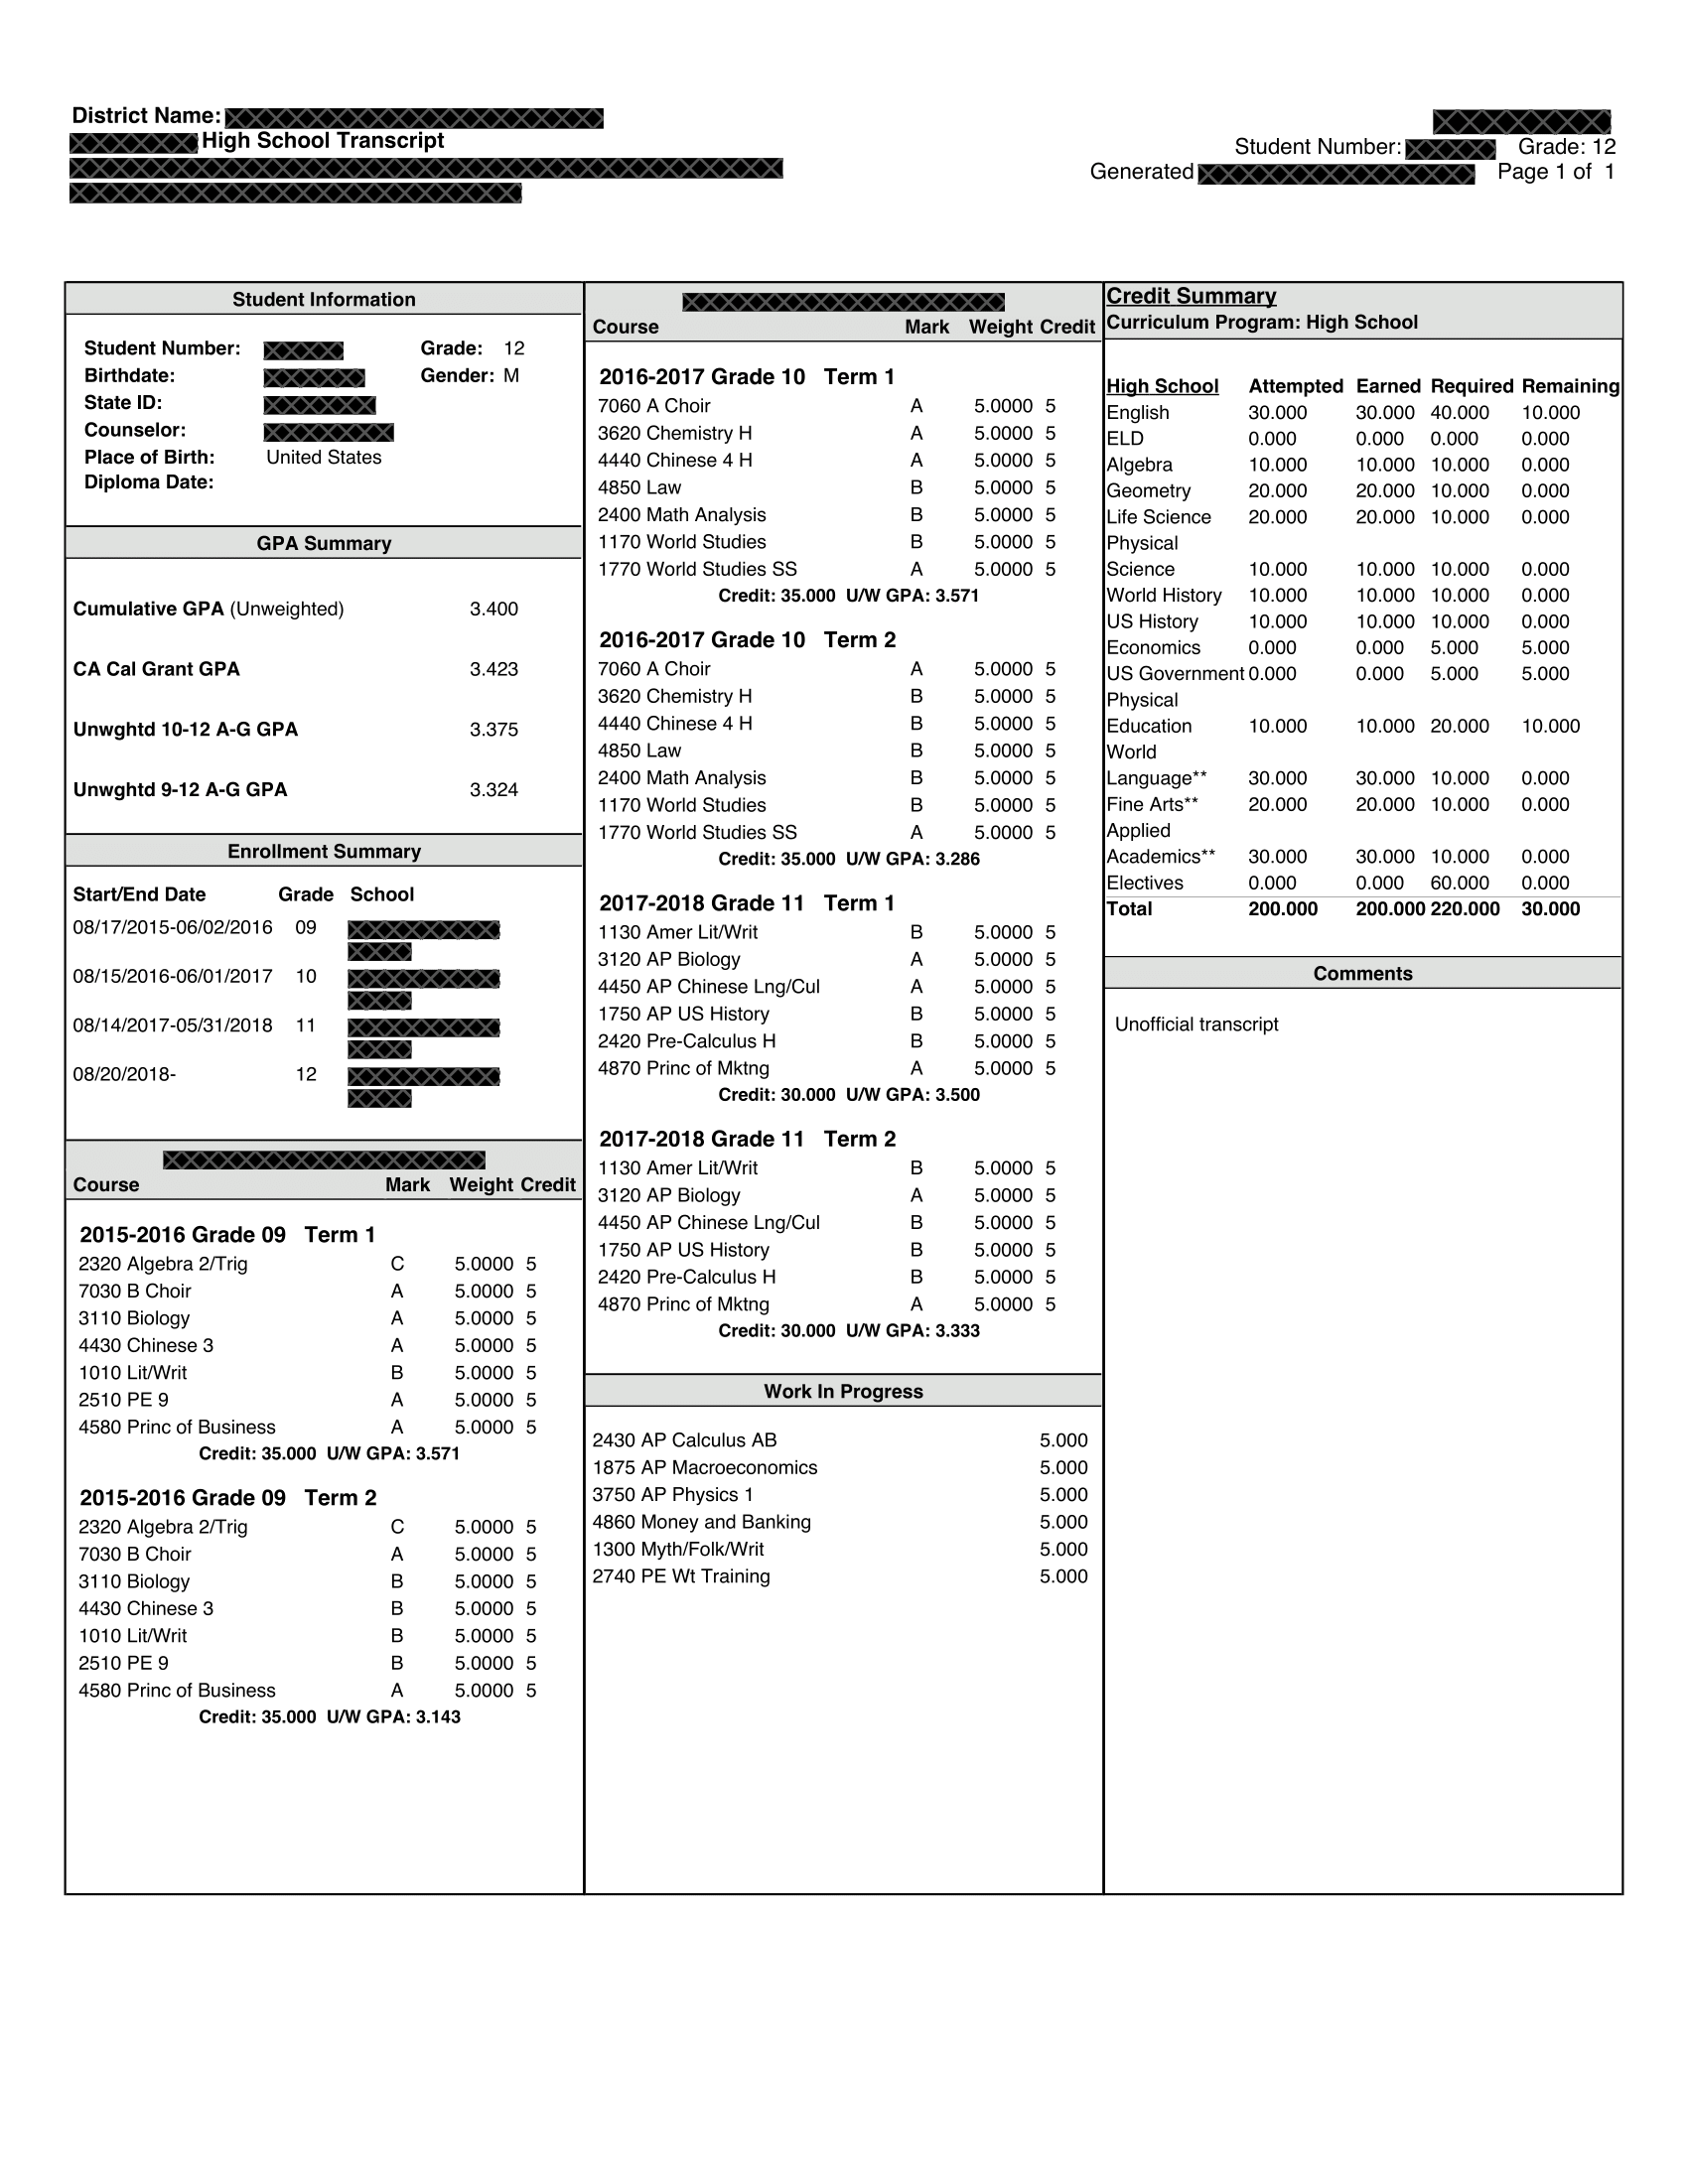 District Name:
High School Transcript
Student Number: Grade: 12
Generated Page 1 of 1
Student Information
Student Number: Grade: 12
Birthdate: Gender: M
State ID:
Counselor:
Place of Birth: United States
Diploma Date:
GPA Summary
Cumulative GPA (Unweighted) 3.400
CA Cal Grant GPA 3.423
Unwghtd 10-12 A-G GPA 3.375
Unwghtd 9-12 A-G GPA 3.324
Enrollment Summary
Start/End Date Grade School
08/17/2015-06/02/2016 09
08/15/2016-06/01/2017 10
08/14/2017-05/31/2018 11
08/20/2018- 12
Course Mark Weight Credit
2015-2016 Grade 09 Term 1
2320 Algebra 2/Trig C 5.0000 5
7030 B Choir A 5.0000 5
3110 Biology A 5.0000 5
4430 Chinese 3 A 5.0000 5
1010 Lit/Writ B 5.0000 5
2510 PE 9 A 5.0000 5
4580 Princ of Business A 5.0000 5
Credit: 35.000 U/W GPA: 3.571
2015-2016 Grade 09 Term 2
2320 Algebra 2/Trig C 5.0000 5
7030 B Choir A 5.0000 5
3110 Biology B 5.0000 5
4430 Chinese 3 B 5.0000 5
1010 Lit/Writ B 5.0000 5
2510 PE 9 B 5.0000 5
4580 Princ of Business A 5.0000 5
Credit: 35.000 U/W GPA: 3.143
Course Mark Weight Credit
2016-2017 Grade 10 Term 1
7060 A Choir A 5.0000 5
3620 Chemistry H A 5.0000 5
4440 Chinese 4 H A 5.0000 5
4850 Law B 5.0000 5
2400 Math Analysis B 5.0000 5
1170 World Studies B 5.0000 5
1770 World Studies SS A 5.0000 5
Credit: 35.000 U/W GPA: 3.571
2016-2017 Grade 10 Term 2
7060 A Choir A 5.0000 5
3620 Chemistry H B 5.0000 5
4440 Chinese 4 H B 5.0000 5
4850 Law B 5.0000 5
2400 Math Analysis B 5.0000 5
1170 World Studies B 5.0000 5
1770 World Studies SS A 5.0000 5
Credit: 35.000 U/W GPA: 3.286
2017-2018 Grade 11 Term 1
1130 Amer Lit/Writ B 5.0000 5
3120 AP Biology A 5.0000 5
4450 AP Chinese Lng/Cul A 5.0000 5
1750 AP US History B 5.0000 5
2420 Pre-Calculus H B 5.0000 5
4870 Princ of Mktng A 5.0000 5
Credit: 30.000 U/W GPA: 3.500
2017-2018 Grade 11 Term 2
1130 Amer Lit/Writ B 5.0000 5
3120 AP Biology A 5.0000 5
4450 AP Chinese Lng/Cul B 5.0000 5
1750 AP US History B 5.0000 5
2420 Pre-Calculus H B 5.0000 5
4870 Princ of Mktng A 5.0000 5
Credit: 30.000 U/W GPA: 3.333
Work In Progress
2430 AP Calculus AB 5.000
1875 AP Macroeconomics 5.000
3750 AP Physics 1 5.000
4860 Money and Banking 5.000
1300 Myth/Folk/Writ 5.000
2740 PE Wt Training 5.000
Credit Summary
Curriculum Program: High School
High School Attempted Earned Required Remaining
English 30.000 30.000 40.000 10.000
ELD 0.000 0.000 0.000 0.000
Algebra 10.000 10.000 10.000 0.000
Geometry 20.000 20.000 10.000 0.000
Life Science 20.000 20.000 10.000 0.000
Physical
Science 10.000 10.000 10.000 0.000
World History 10.000 10.000 10.000 0.000
US History 10.000 10.000 10.000 0.000
Economics 0.000 0.000 5.000 5.000
US Government 0.000 0.000 5.000 5.000
Physical
Education 10.000 10.000 20.000 10.000
World
Language** 30.000 30.000 10.000 0.000
Fine Arts** 20.000 20.000 10.000 0.000
Applied
Academics** 30.000 30.000 10.000 0.000
Electives 0.000 0.000 60.000 0.000
Total 200.000 200.000 220.000 30.000
Comments
Unofficial transcript